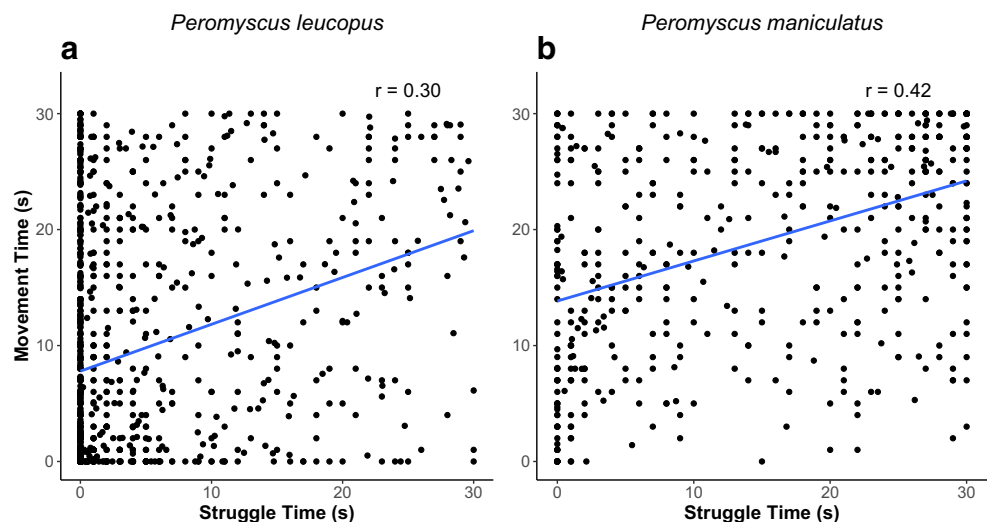 Peromyscus leucopus
Peromyscus maniculatus
a
b
r = 0.30
r = 0.42
Movement Time (s)
30
20
10
0
30
20
10
0
0
10
20
30
0
10
20
30
Struggle Time (s)
Struggle Time (s)